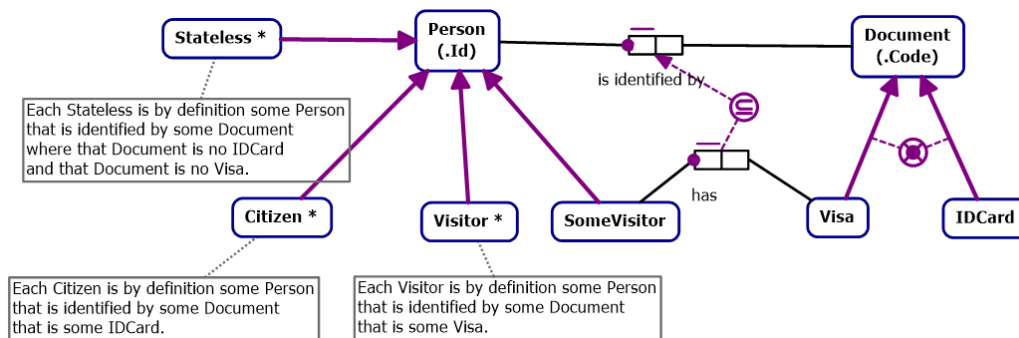 Stateless *
Person
(.Id)
Document
(.Code)
is identified by
Each Stateless is by definition some Person
that is identified by some Document
where that Document is no IDCard
and that Document is no Visa.
has
Citizen *
Visitor *
SomeVisitor
Visa
IDCard
Each Citizen is by definition some Person
that is identified by some Document
that is some IDCard.
Each Visitor is by definition some Person
that is identified by some Document
that is some Visa.